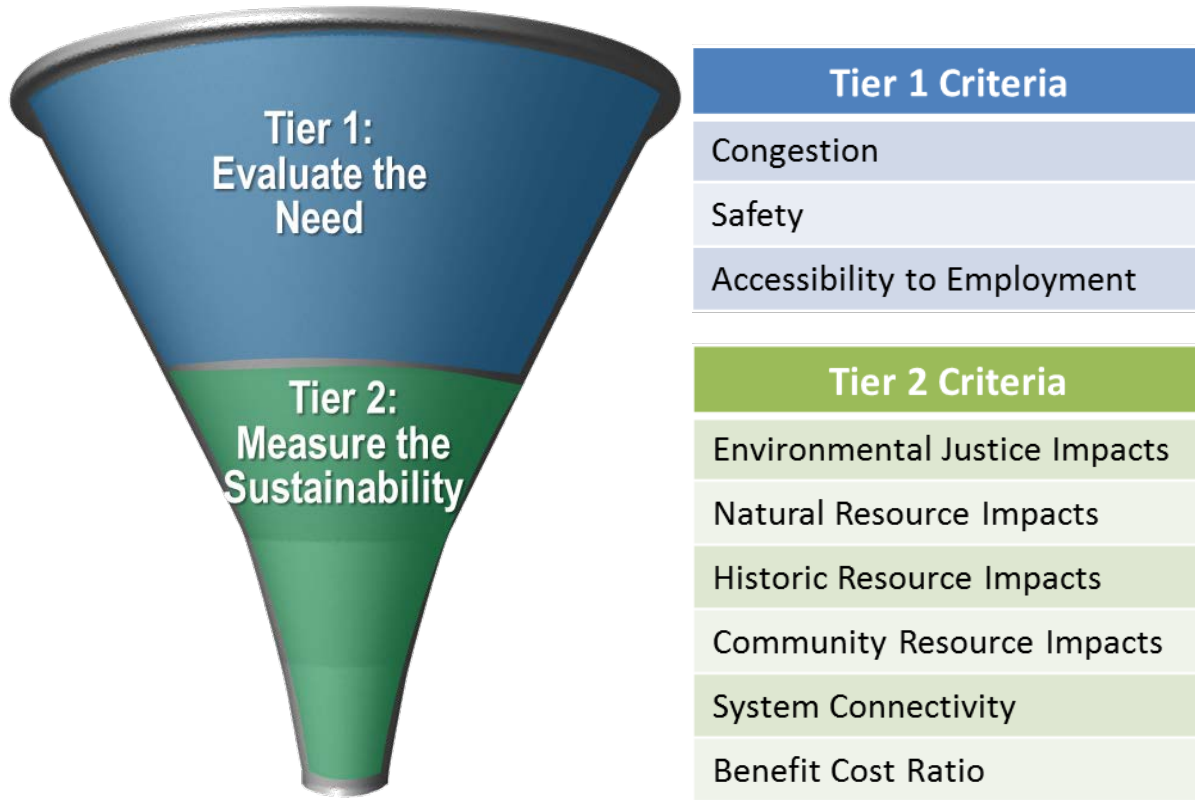 Tier 1:
Evaluate the
Need
Tier 2:
Measure the
Sustainability
Tier 1 Criteria
Congestion
Safety
Accessibility to Employment
Tier 2 Criteria
Environmental Justice Impacts
Natural Resource Impacts
Historic Resource Impacts
Community Resource Impacts
System Connectivity
Benefit Cost Ratio